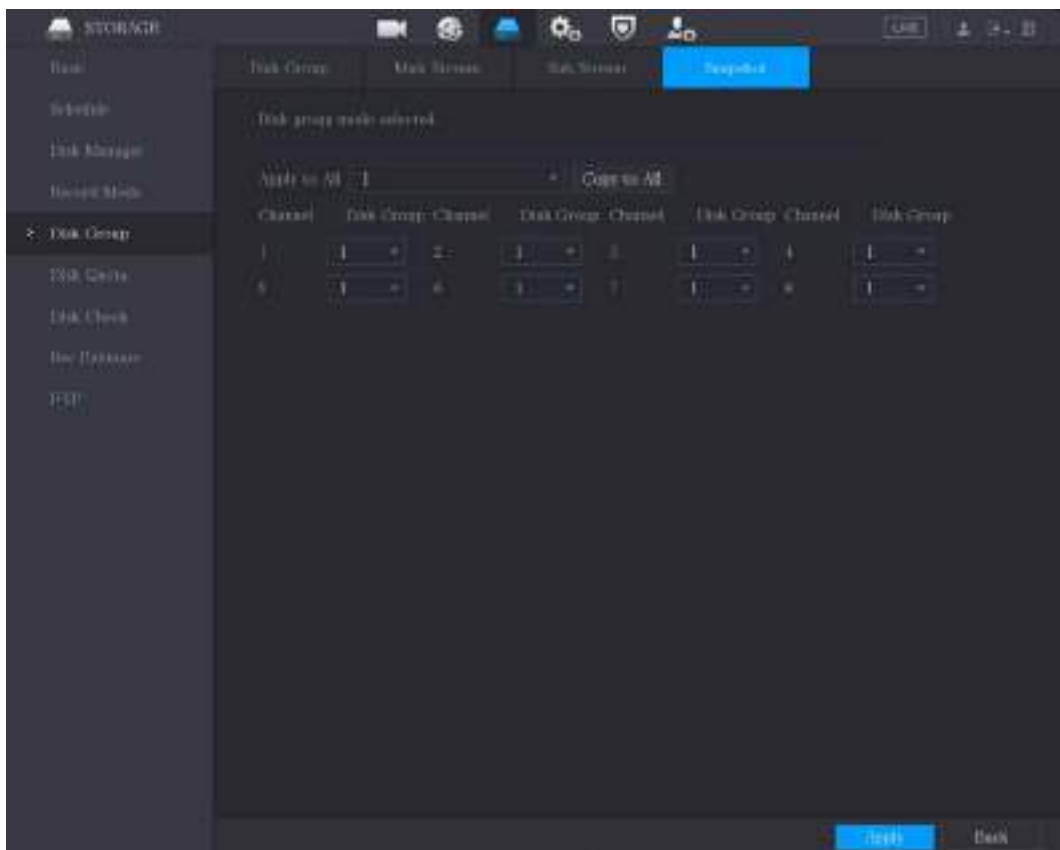 STORAGE LIVE
Basic Disk Group Main Stream Sub Stream Snapshot
Schedule
Disk group mode selected.
Disk Manager
Apply to All 1 Copy to All
Record Mode
Channel Disk Group Channel Disk Group Channel Disk Group Channel Disk Group
Disk Group
1 1 2 1 3 1 4 1
Disk Quota
5 1 6 1 7 1 8 1
Disk Check
Rec Estimate
FTP
Apply Back